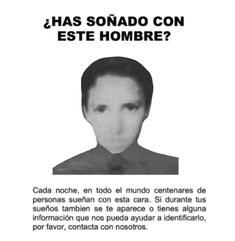 ¿HAS SOÑADO CON
ESTE HOMBRE?
Cada noche, en todo el mundo centenares de
personas sueñan con esta cara. Si durante tus
sueños tambien se te aparece o tienes alguna
información que nos pueda ayudar a identificarlo,
por favor, contacta con nosotros.